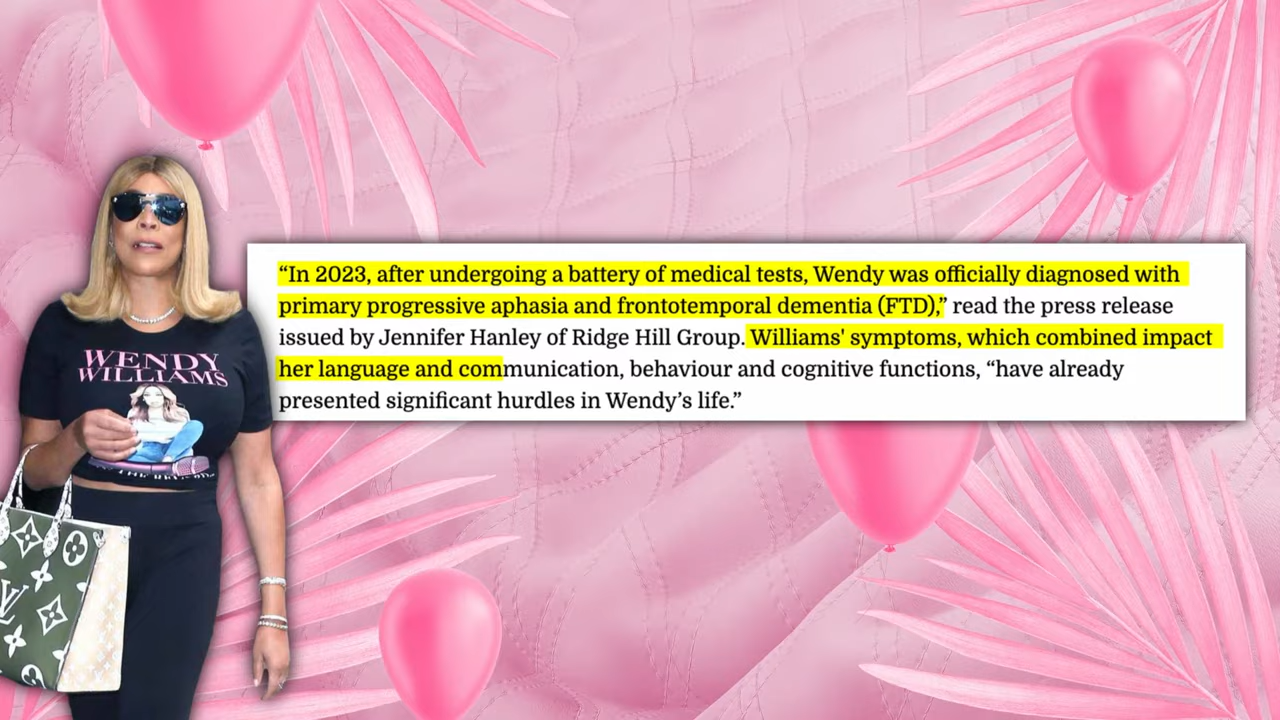 “In 2023, after undergoing a battery of medical tests, Wendy was officially diagnosed with
primary progressive aphasia and frontotemporal dementia (FTD),” read the press release
issued by Jennifer Hanley of Ridge Hill Group. Williams' symptoms, which combined impact
her language and communication, behaviour and cognitive functions, “have already
presented significant hurdles in Wendy’s life.”
WENDY
WILLIAMS